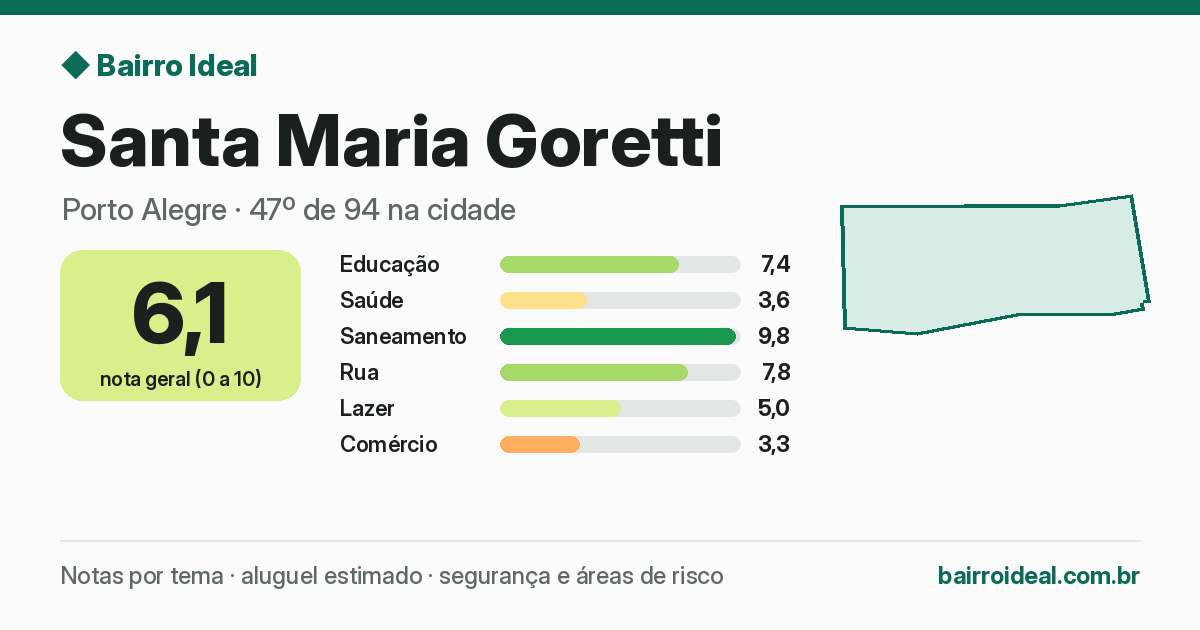 Bairro Ideal
Santa Maria Goretti
Porto Alegre · 47º de 94 na cidade
6,1
nota geral (0 a 10)
Educação 7,4
Saúde 3,6
Saneamento 9,8
Rua 7,8
Lazer 5,0
Comércio 3,3
Notas por tema · aluguel estimado · segurança e áreas de risco
bairroideal.com.br